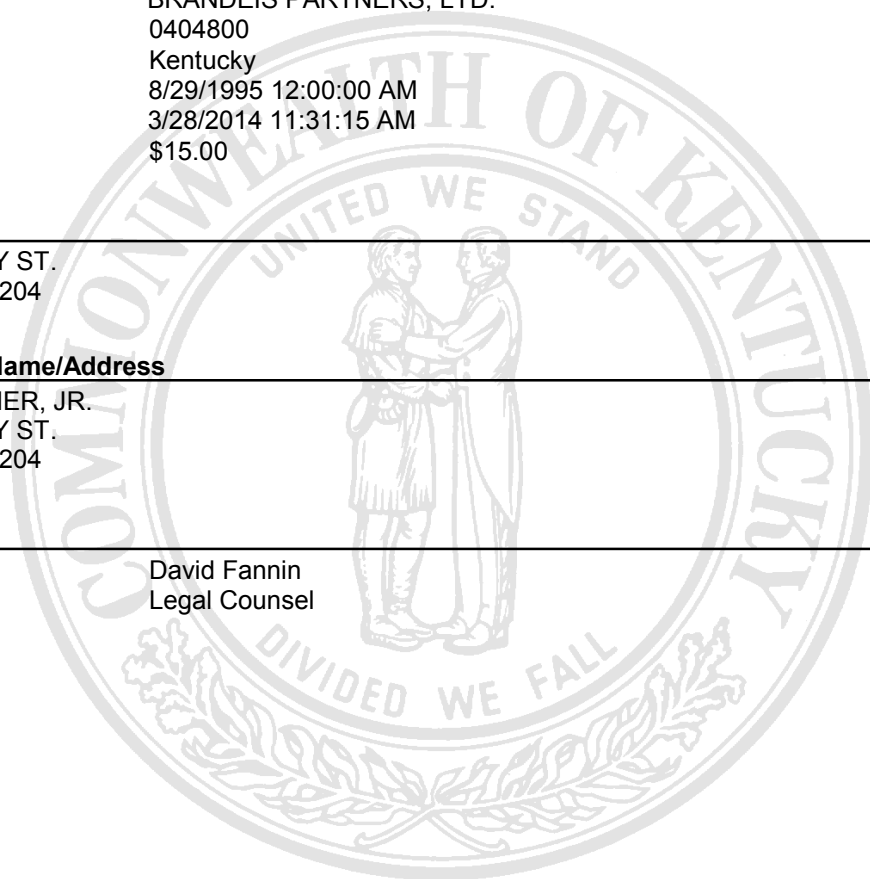 BRANDEIS PARTNERS, LTD.
0404800
Kentucky
8/29/1995 12:00:00 AM
3/28/2014 11:31:15 AM
$15.00
Y ST.
204
Name/Address
ER, JR.
Y ST.
204
David Fannin
Legal Counsel
COMMONWEALTH OF KENTUCKY
UNITED WE STAND
DIVIDED WE FALL